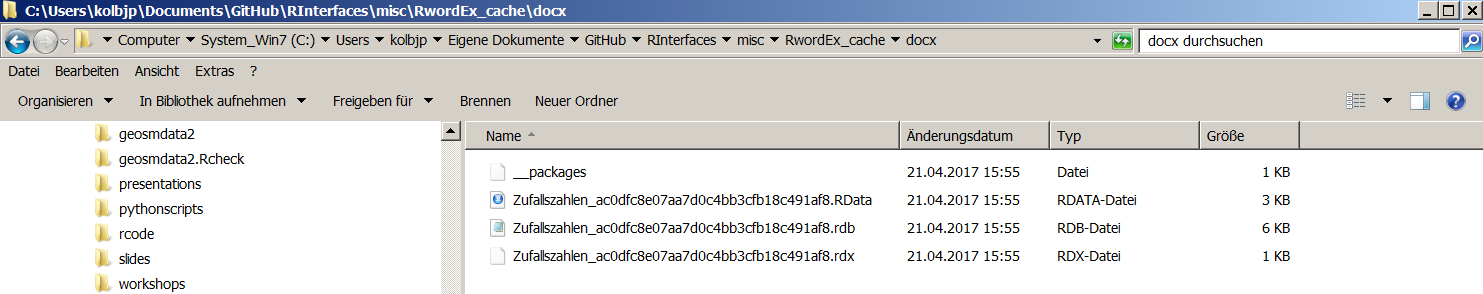 C:\Users\kolbjp\Documents\GitHub\RInterfaces\misc\RwordEx_cache\docx
Computer System_Win7 (C:) Users kolbjp Eigene Dokumente GitHub RInterfaces misc RwordEx_cache docx docx durchsuchen
Datei Bearbeiten Ansicht Extras ?
Organisieren In Bibliothek aufnehmen Freigeben für Brennen Neuer Ordner
Name Änderungsdatum Typ Größe
geosmdata2
geosmdata2.Rcheck
presentations
pythonscripts
rcode
slides
workshops
__packages 21.04.2017 15:55 Datei 1 KB
Zufallszahlen_ac0dfc8e07aa7d0c4bb3cfb18c491af8.RData 21.04.2017 15:55 RDATA-Datei 3 KB
Zufallszahlen_ac0dfc8e07aa7d0c4bb3cfb18c491af8.rdb 21.04.2017 15:55 RDB-Datei 6 KB
Zufallszahlen_ac0dfc8e07aa7d0c4bb3cfb18c491af8.rdx 21.04.2017 15:55 RDX-Datei 1 KB